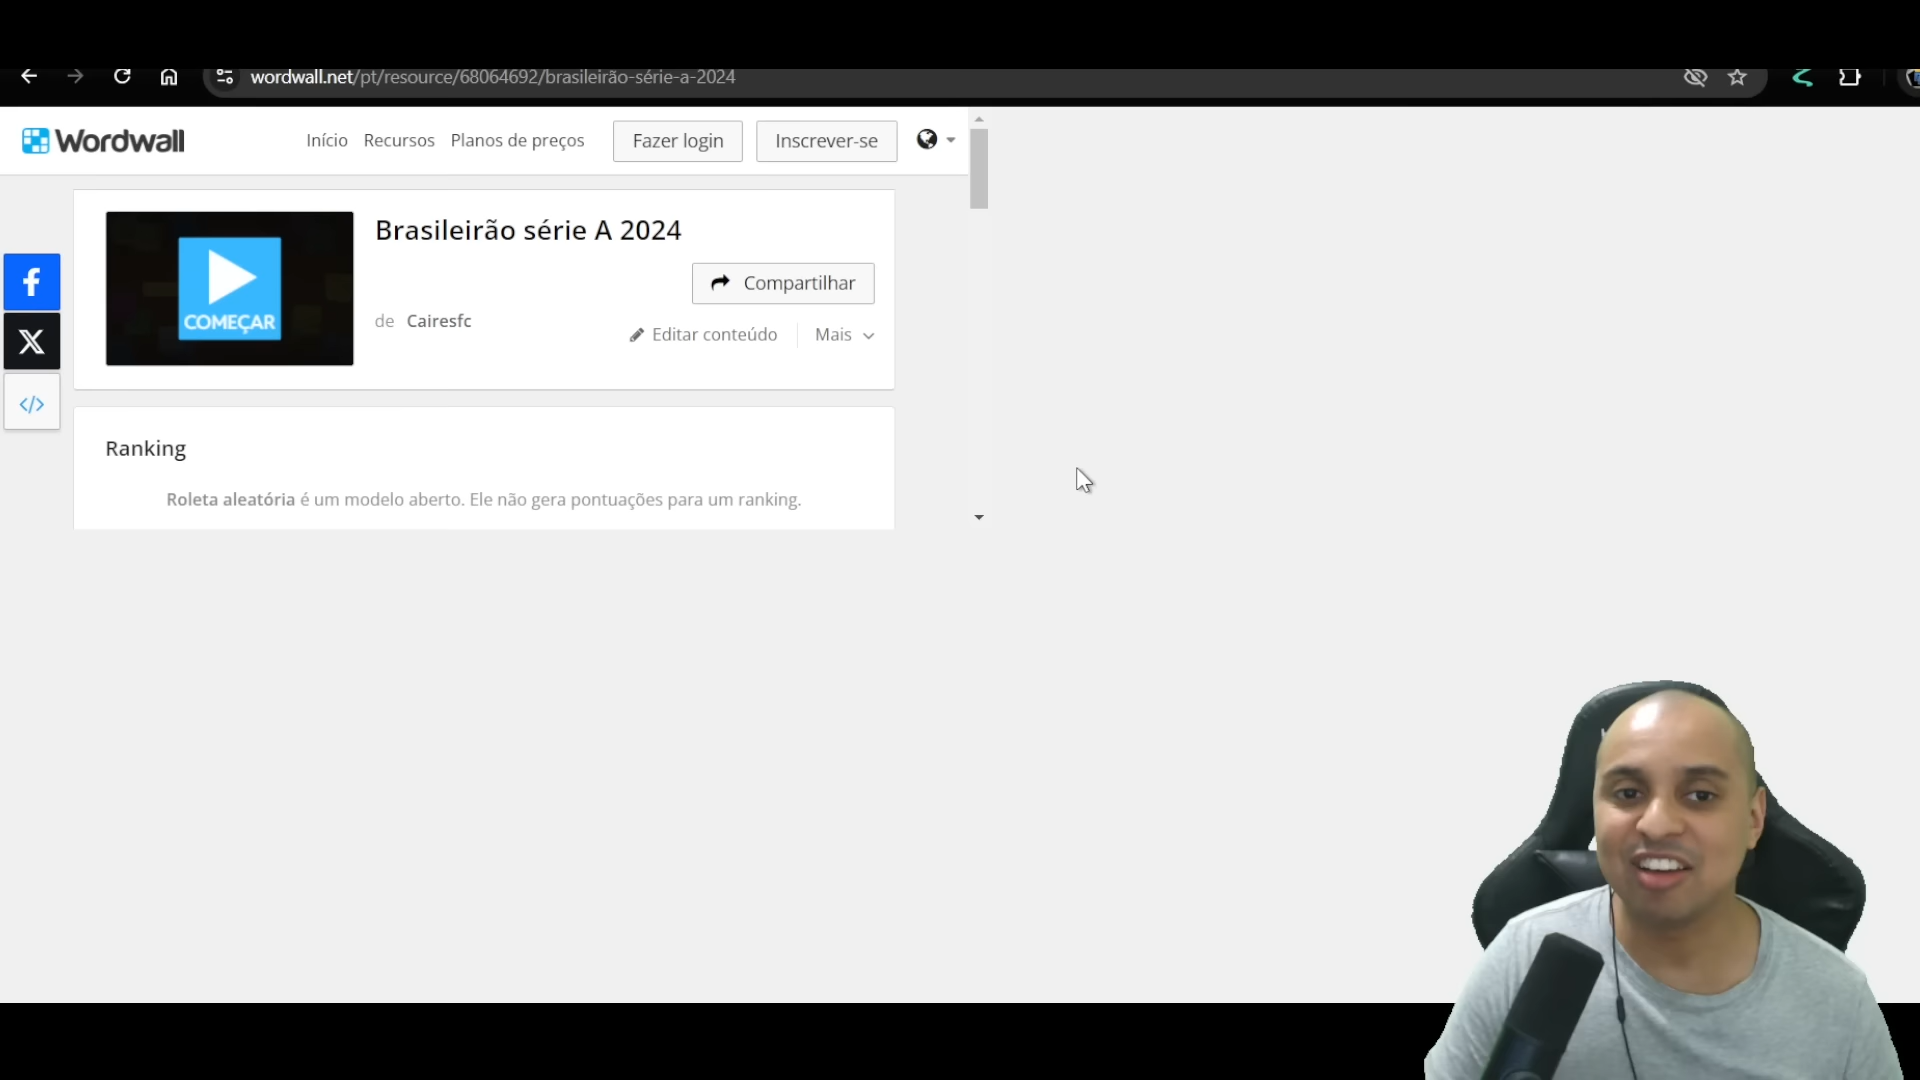 wordwall.net/pt/resource/68064692/brasileirão-série-a-2024
Wordwall
Início Recursos Planos de preços Fazer login Inscrever-se
COMEÇAR
Brasileirão série A 2024
Compartilhar
de Cairesfc
Editar conteúdo Mais
Ranking
Roleta aleatória é um modelo aberto. Ele não gera pontuações para um ranking.